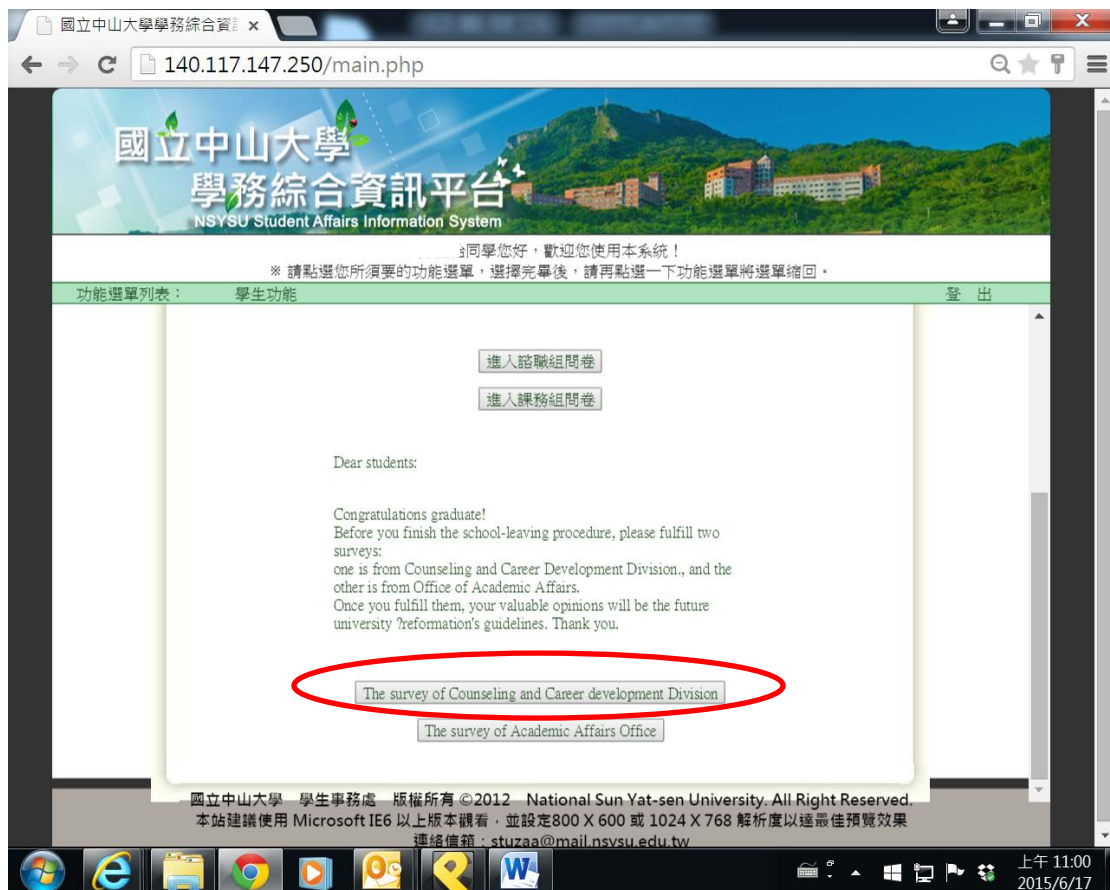 國立中山大學學務綜合資訊
140.117.147.250/main.php
國立中山大學
學務綜合資訊平台
NSYSU Student Affairs Information System
同學您好，歡迎您使用本系統！
※ 請點選您所須要的功能選單，選擇完畢後，請再點選一下功能選單將選單縮回。
功能選單列表： 學生功能 登 出
進入諮職組問卷
進入課務組問卷
Dear students:
Congratulations graduate!
Before you finish the school-leaving procedure, please fulfill two
surveys:
one is from Counseling and Career Development Division., and the
other is from Office of Academic Affairs.
Once you fulfill them, your valuable opinions will be the future
university ?reformation's guidelines. Thank you.
The survey of Counseling and Career development Division
The survey of Academic Affairs Office
國立中山大學 學生事務處 版權所有 ©2012 National Sun Yat-sen University. All Right Reserved.
本站建議使用 Microsoft IE6 以上版本觀看，並設定800 X 600 或 1024 X 768 解析度以達最佳預覽效果
連絡信箱：stuzaa@mail.nsysu.edu.tw
上午 11:00
2015/6/17